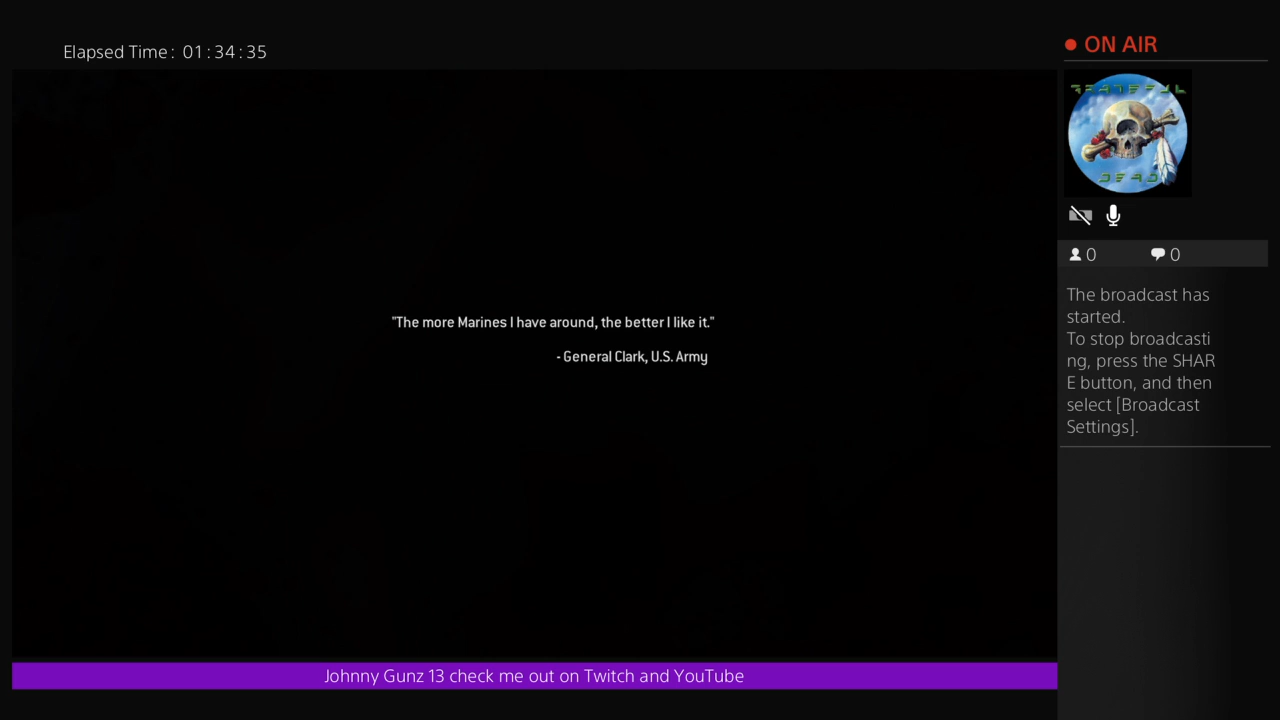 Elapsed Time: 01:34:35
ON AIR
GRATEFUL
DEAD
0 0
The broadcast has
started.
To stop broadcasti
ng, press the SHAR
E button, and then
select [Broadcast
Settings].
"The more Marines I have around, the better I like it."
- General Clark, U.S. Army
Johnny Gunz 13 check me out on Twitch and YouTube